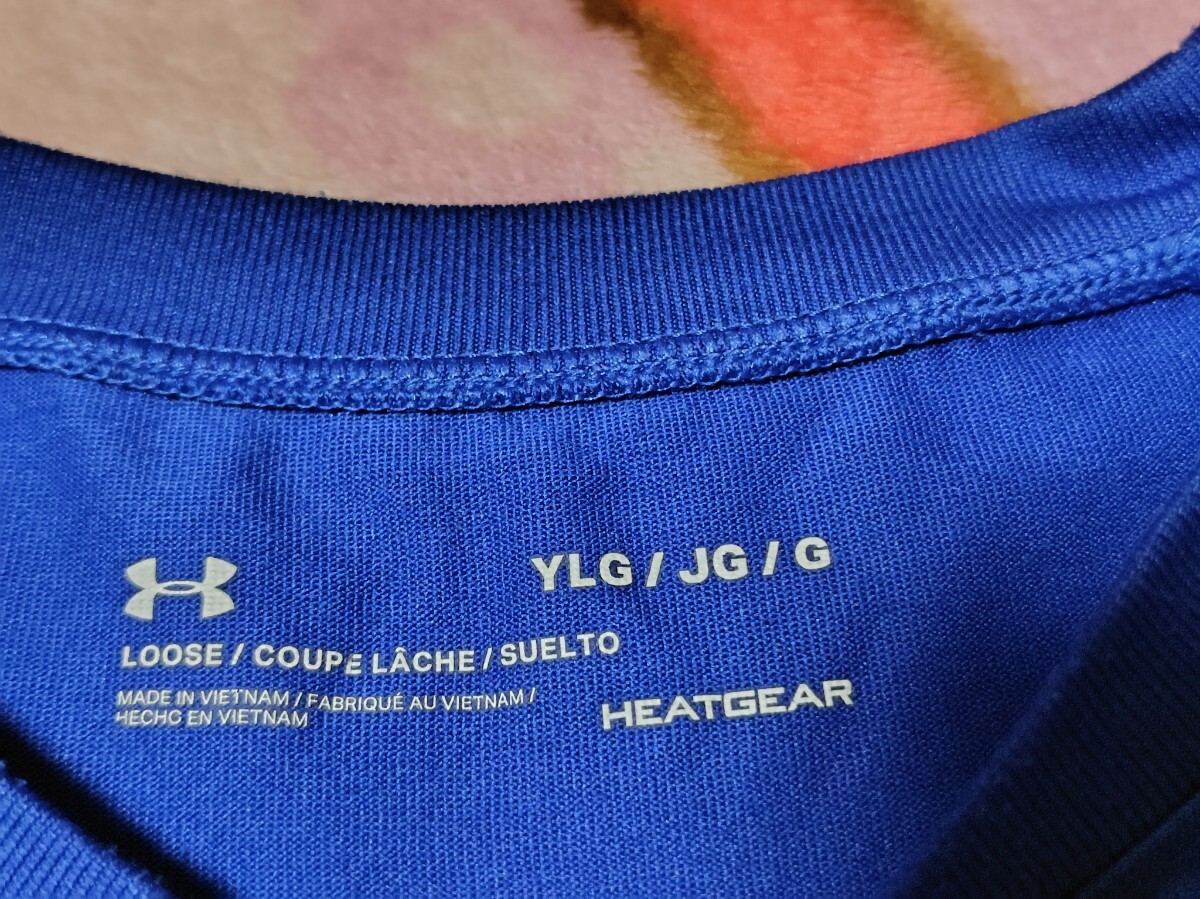 YLG / JG / G
LOOSE / COUPE LÂCHE / SUELTO
MADE IN VIETNAM / FABRIQUÉ AU VIETNAM /
HECHO EN VIETNAM
HEATGEAR